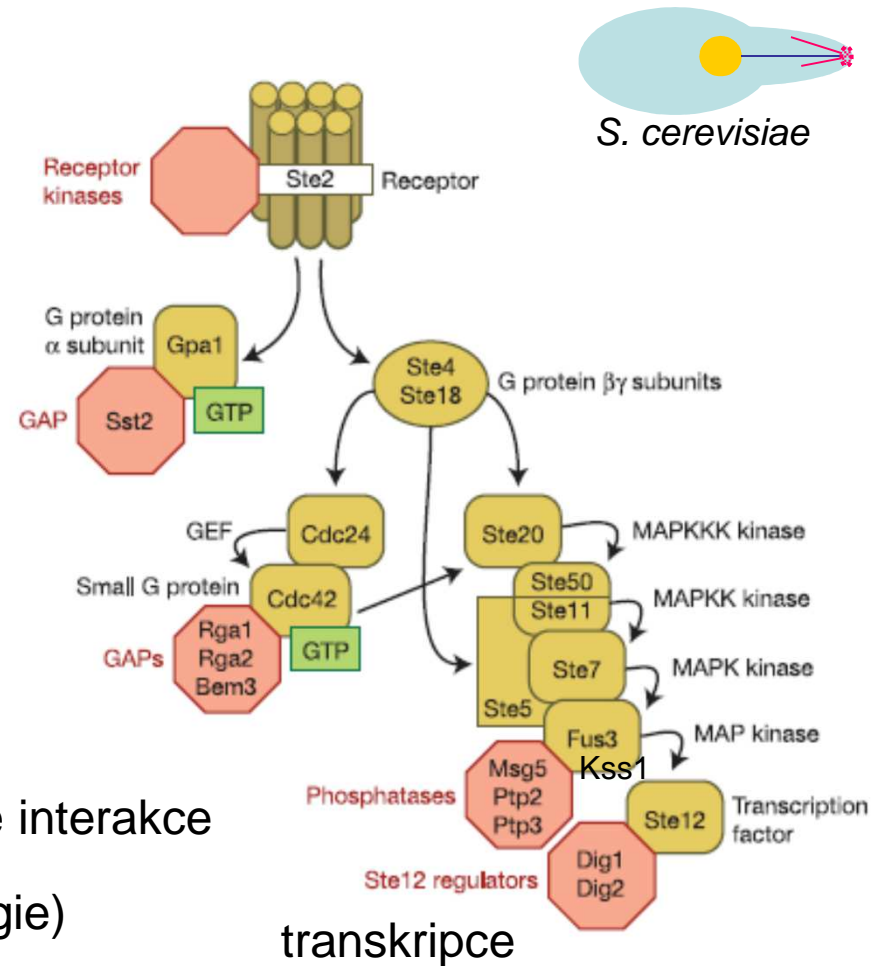 S. cerevisiae
Receptor
kinases
Ste2
Receptor
G protein
α subunit
Gpa1
GAP
Sst2
GTP
Ste4
Ste18
G protein βγ subunits
GEF
Cdc24
Ste20
MAPKKK kinase
Small G protein
Cdc42
Ste50
Ste11
MAPKK kinase
GAPs
Rga1
Rga2
Bem3
GTP
Ste7
MAPK kinase
Ste5
Fus3
MAP kinase
Kss1
Phosphatases
Msg5
Ptp2
Ptp3
Ste12
Transcription
factor
Ste12 regulators
Dig1
Dig2
interakce
gie)
transkripce